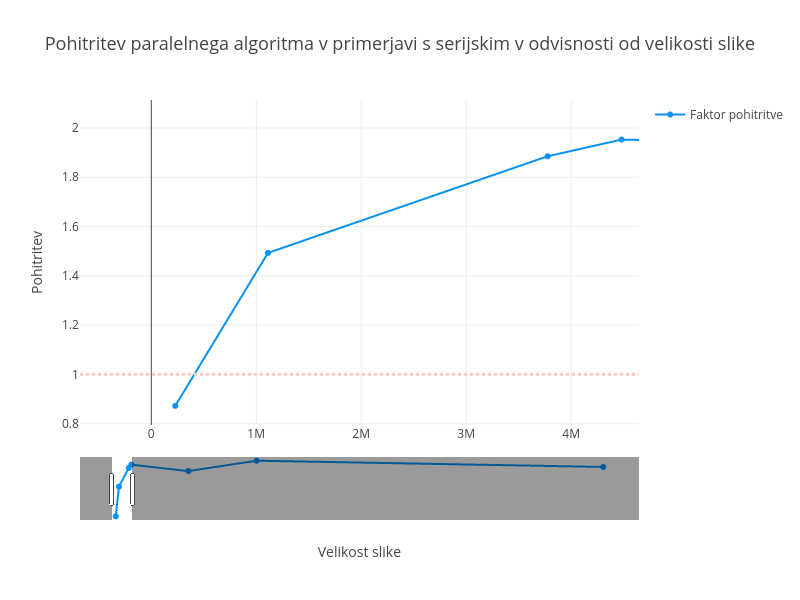 Pohitritev paralelnega algoritma v primerjavi s serijskim v odvisnosti od velikosti slike
Faktor pohitritve
2
1.8
1.6
1.4
1.2
1
0.8
Pohitritev
0
1M
2M
3M
4M
Velikost slike